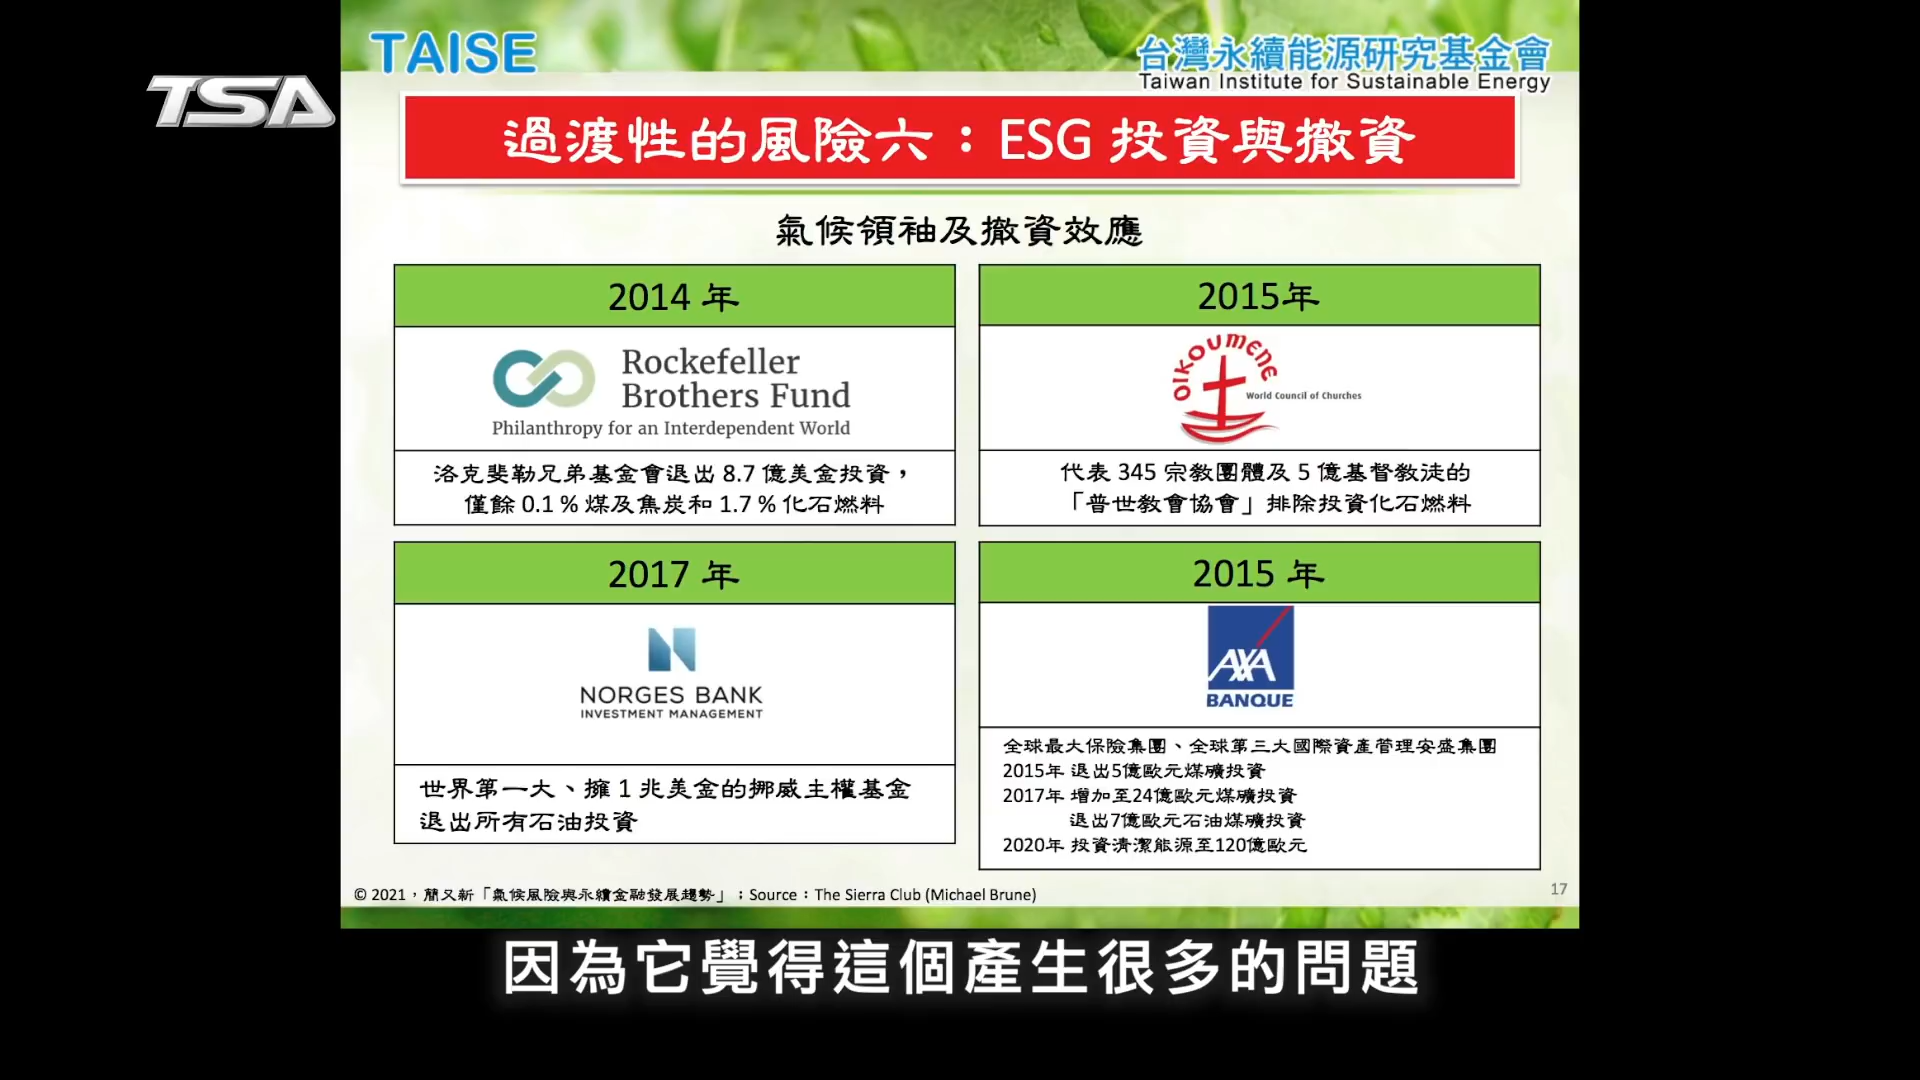 TSA
TAISE
台灣永續能源研究基金會
Taiwan Institute for Sustainable Energy
過渡性的風險六：ESG 投資與撤資
氣候領袖及撤資效應
2014 年
Rockefeller
Brothers Fund
Philanthropy for an Interdependent World
洛克斐勒兄弟基金會退出 8.7 億美金投資，
僅餘 0.1 % 煤及焦炭和 1.7 % 化石燃料
2015年
OIKOUMENE
World Council of Churches
代表 345 宗教團體及 5 億基督教徒的
「普世教會協會」排除投資化石燃料
2017 年
NORGES BANK
INVESTMENT MANAGEMENT
世界第一大、擁 1 兆美金的挪威主權基金
退出所有石油投資
2015 年
AXA
BANQUE
全球最大保險集團、全球第三大國際資產管理安盛集團
2015年 退出5億歐元煤礦投資
2017年 增加至24億歐元煤礦投資
退出7億歐元石油煤礦投資
2020年 投資清潔能源至120億歐元
© 2021，簡又新「氣候風險與永續金融發展趨勢」；Source：The Sierra Club (Michael Brune)
17
因為它覺得這個產生很多的問題